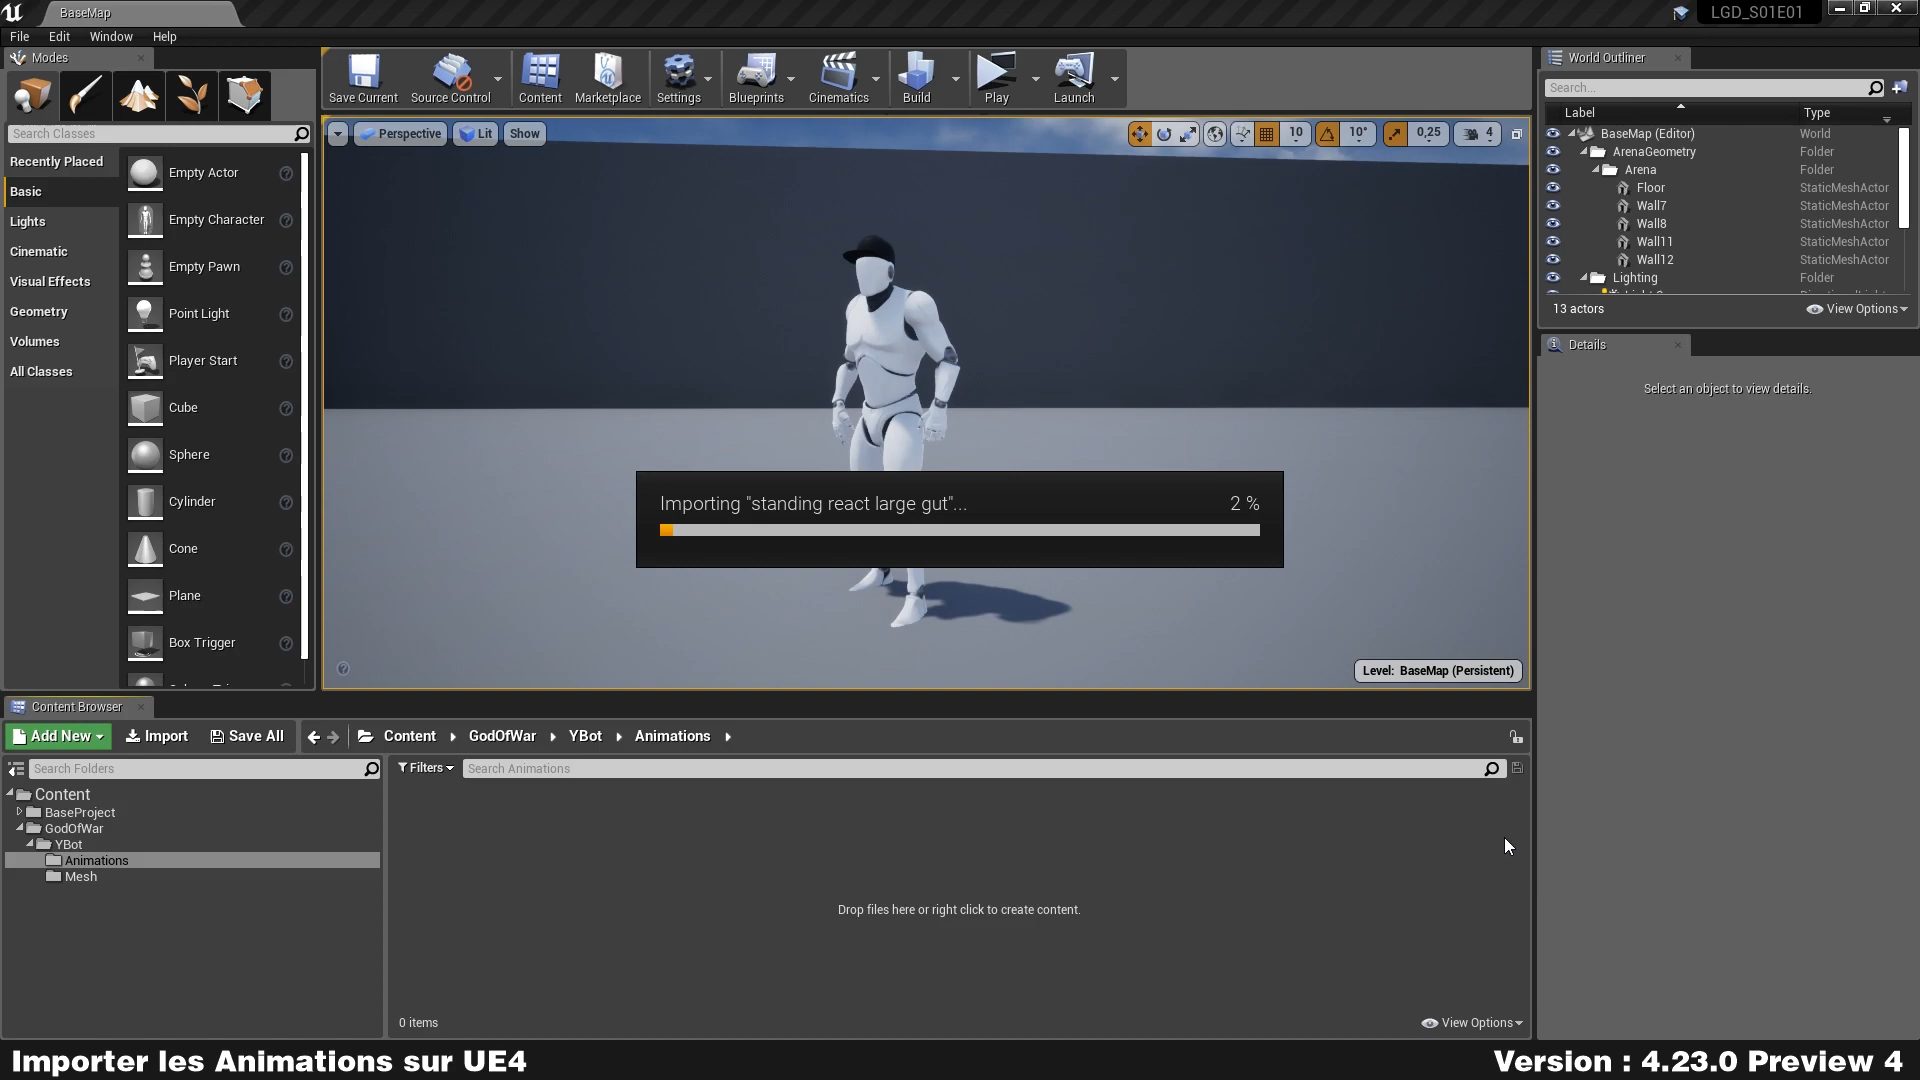 BaseMap
LGD_S01E01
File Edit Window Help
Modes
Search Classes
Recently Placed
Basic
Lights
Cinematic
Visual Effects
Geometry
Volumes
All Classes
Empty Actor
Empty Character
Empty Pawn
Point Light
Player Start
Cube
Sphere
Cylinder
Cone
Plane
Box Trigger
Save Current
Source Control
Content
Marketplace
Settings
Blueprints
Cinematics
Build
Play
Launch
Perspective
Lit
Show
10
10°
0,25
4
Importing "standing react large gut"...
2 %
Level: BaseMap (Persistent)
World Outliner
Search...
Label Type
BaseMap (Editor) World
ArenaGeometry Folder
Arena Folder
Floor StaticMeshActor
Wall7 StaticMeshActor
Wall8 StaticMeshActor
Wall11 StaticMeshActor
Wall12 StaticMeshActor
Lighting Folder
13 actors
View Options
Details
Select an object to view details.
Content Browser
Add New
Import
Save All
Content
GodOfWar
YBot
Animations
Search Folders
Content
BaseProject
GodOfWar
YBot
Animations
Mesh
Filters
Search Animations
Drop files here or right click to create content.
0 items
View Options
Importer les Animations sur UE4
Version : 4.23.0 Preview 4